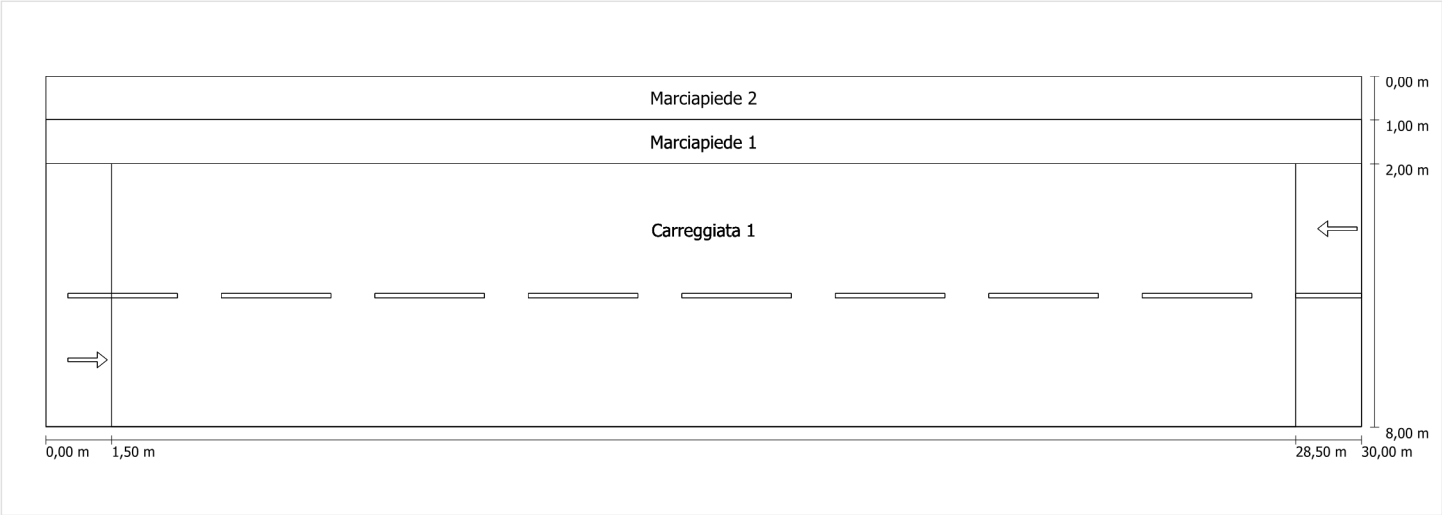 Marciapiede 2
0,00 m
Marciapiede 1
1,00 m
2,00 m
Carreggiata 1
8,00 m
0,00 m
1,50 m
28,50 m
30,00 m